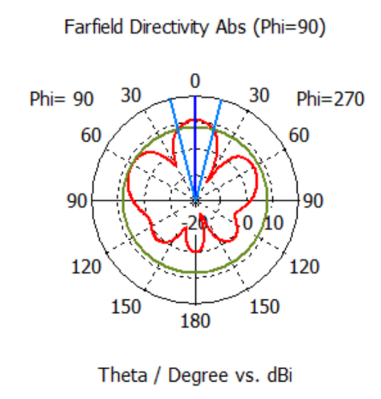 Farfield Directivity Abs (Phi=90)
0
Phi= 90 30 30 Phi=270
60 60
90 -20 0 10 90
120 120
150 150
180
Theta / Degree vs. dBi